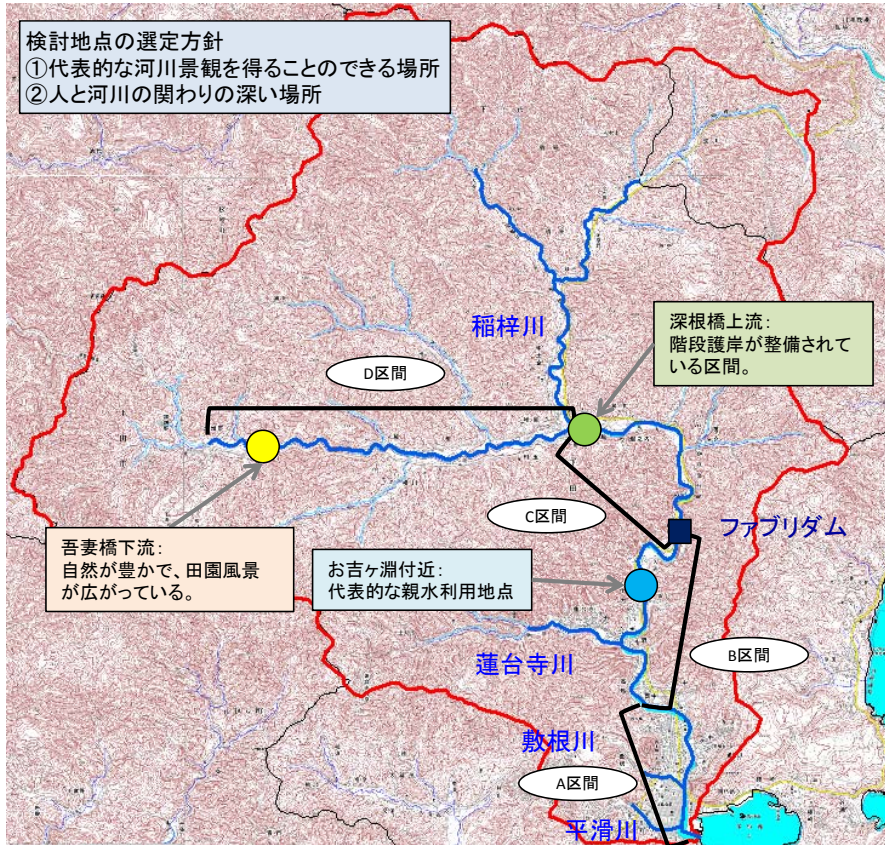 検討地点の選定方針
①代表的な河川景観を得ることのできる場所
②人と河川の関わりの深い場所
稲梓川
深根橋上流:
階段護岸が整備されて
いる区間。
D区間
C区間
ファブリダム
吾妻橋下流:
自然が豊かで、田園風景
が広がっている。
お吉ヶ淵付近:
代表的な親水利用地点
蓮台寺川
B区間
敷根川
A区間
平滑川